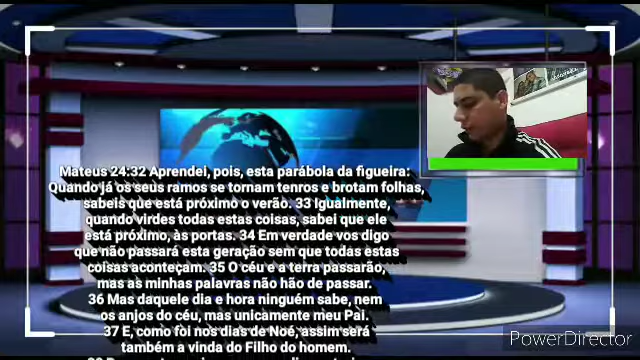 Mateus 24:32 Aprendei, pois, esta parábola da figueira:
Quando já os seus ramos se tornam tenros e brotam folhas,
sabeis que está próximo o verão. 33 Igualmente,
quando virdes todas estas coisas, sabei que ele
está próximo, às portas. 34 Em verdade vos digo
que não passará esta geração sem que todas estas
coisas aconteçam. 35 O céu e a terra passarão,
mas as minhas palavras não hão de passar.
36 Mas daquele dia e hora ninguém sabe, nem
os anjos do céu, mas unicamente meu Pai.
37 E, como foi nos dias de Noé, assim será
também a vinda do Filho do homem.
PowerDirector